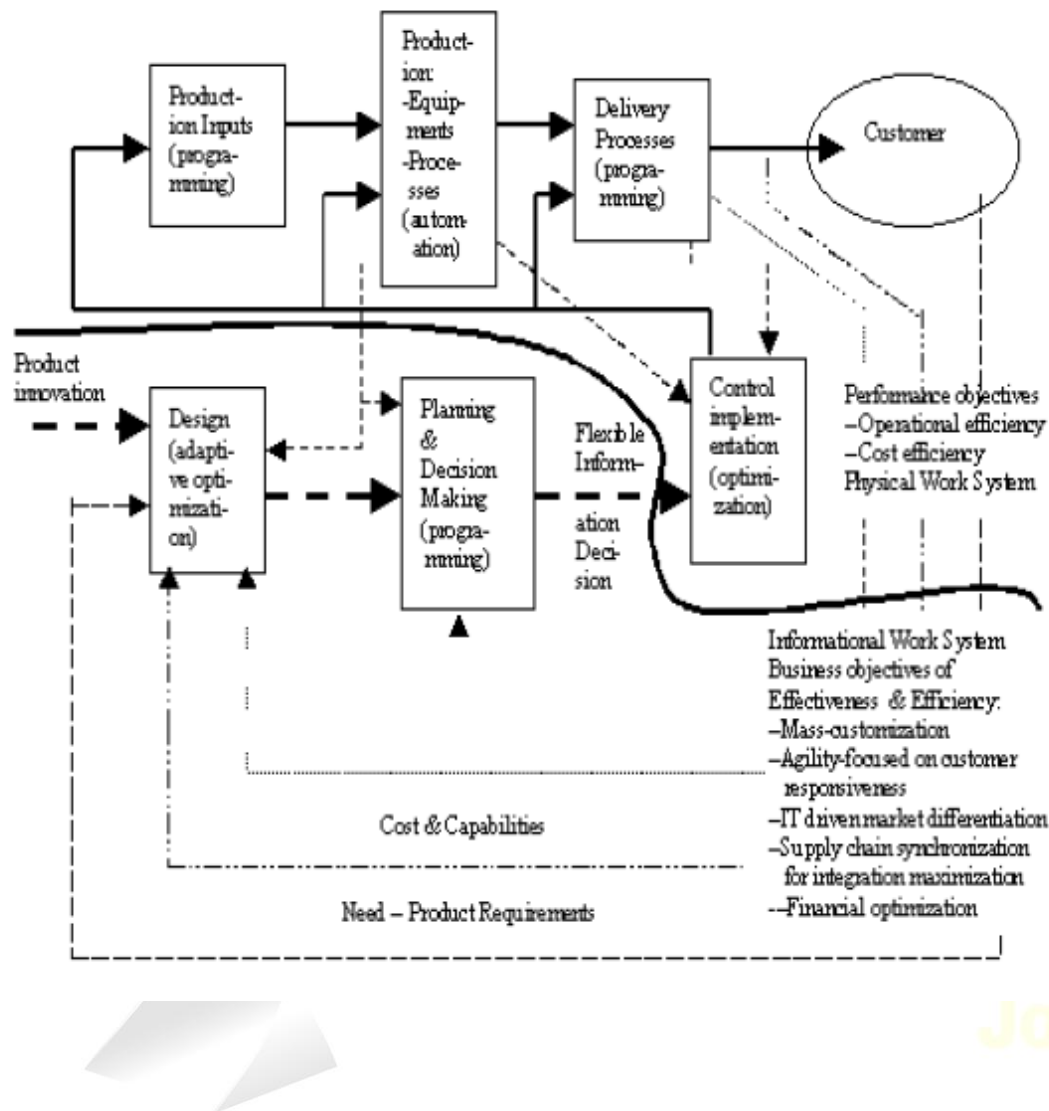 Product-
ion Inputs
(progra-
mming)
Product-
ion:
-Equip-
ments
-Proce-
sses
(autom-
ation)
Delivery
Processes
(progra-
mming)
Customer
Product
innovation
Design
(adapti-
ve opti-
mizati-
on)
Planning
&
Decision
Making
(progra-
mming)
Flexible
Inform-
ation
Deci-
sion
Control
implem-
entation
(optimi-
zation)
Performance objectives
–Operational efficiency
–Cost efficiency
Physical Work System
Informational Work System
Business objectives of
Effectiveness & Efficiency:
–Mass-customization
–Agility-focused on customer
responsiveness
–IT driven market differentiation
–Supply chain synchronization
for integration maximization
---Financial optimization
Cost & Capabilities
Need – Product Requirements
JO